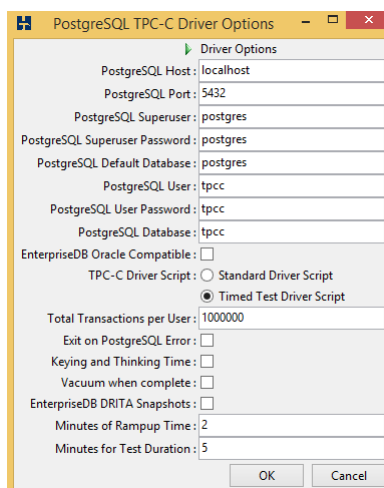 PostgreSQL TPC-C Driver Options
Driver Options
PostgreSQL Host : localhost
PostgreSQL Port : 5432
PostgreSQL Superuser : postgres
PostgreSQL Superuser Password : postgres
PostgreSQL Default Database : postgres
PostgreSQL User : tpcc
PostgreSQL User Password : tpcc
PostgreSQL Database : tpcc
EnterpriseDB Oracle Compatible :
TPC-C Driver Script : Standard Driver Script
Timed Test Driver Script
Total Transactions per User : 1000000
Exit on PostgreSQL Error :
Keying and Thinking Time :
Vacuum when complete :
EnterpriseDB DRITA Snapshots :
Minutes of Rampup Time : 2
Minutes for Test Duration : 5
OK Cancel